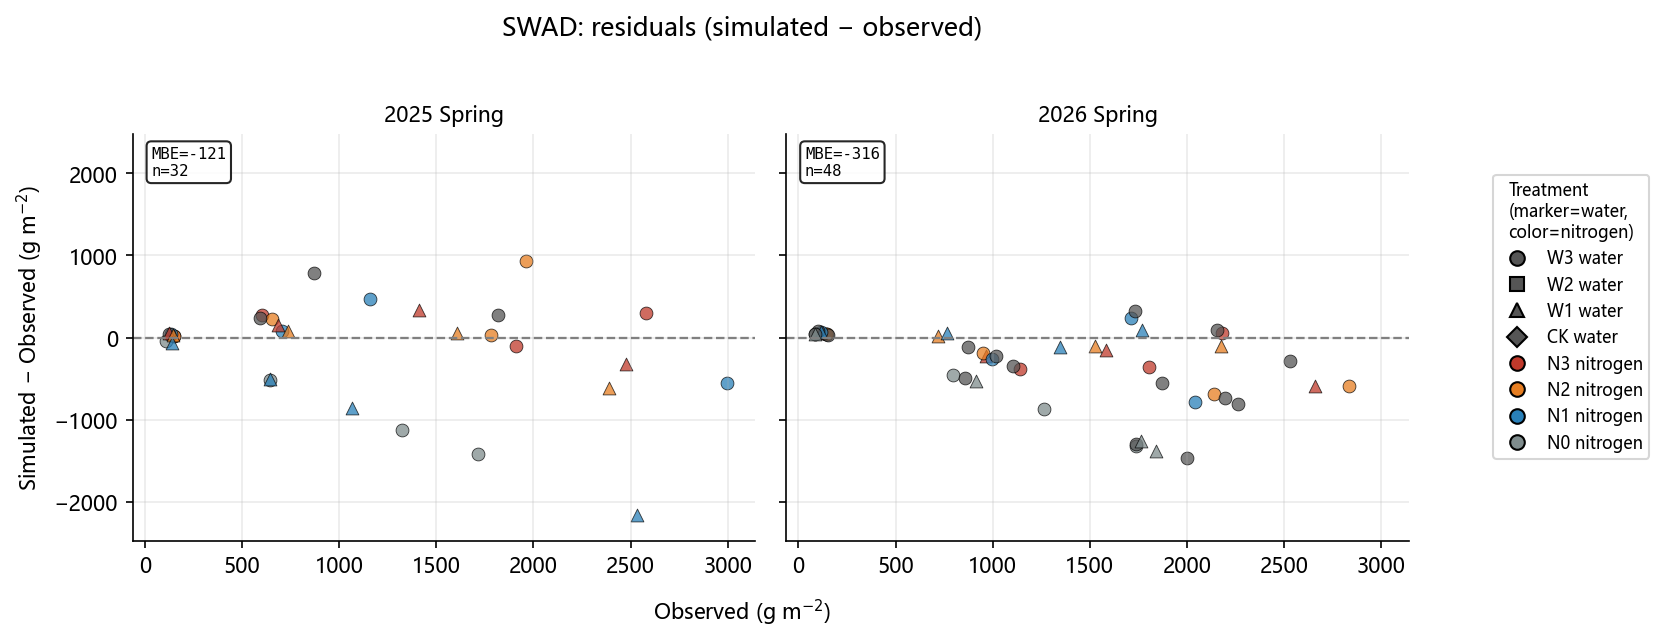 SWAD: residuals (simulated − observed)
2025 Spring
2026 Spring
MBE=-121
n=32
MBE=-316
n=48
Simulated − Observed (g m⁻²)
2000
1000
0
−1000
−2000
0 500 1000 1500 2000 2500 3000
0 500 1000 1500 2000 2500 3000
Observed (g m⁻²)
Treatment
(marker=water,
color=nitrogen)
W3 water
W2 water
W1 water
CK water
N3 nitrogen
N2 nitrogen
N1 nitrogen
N0 nitrogen